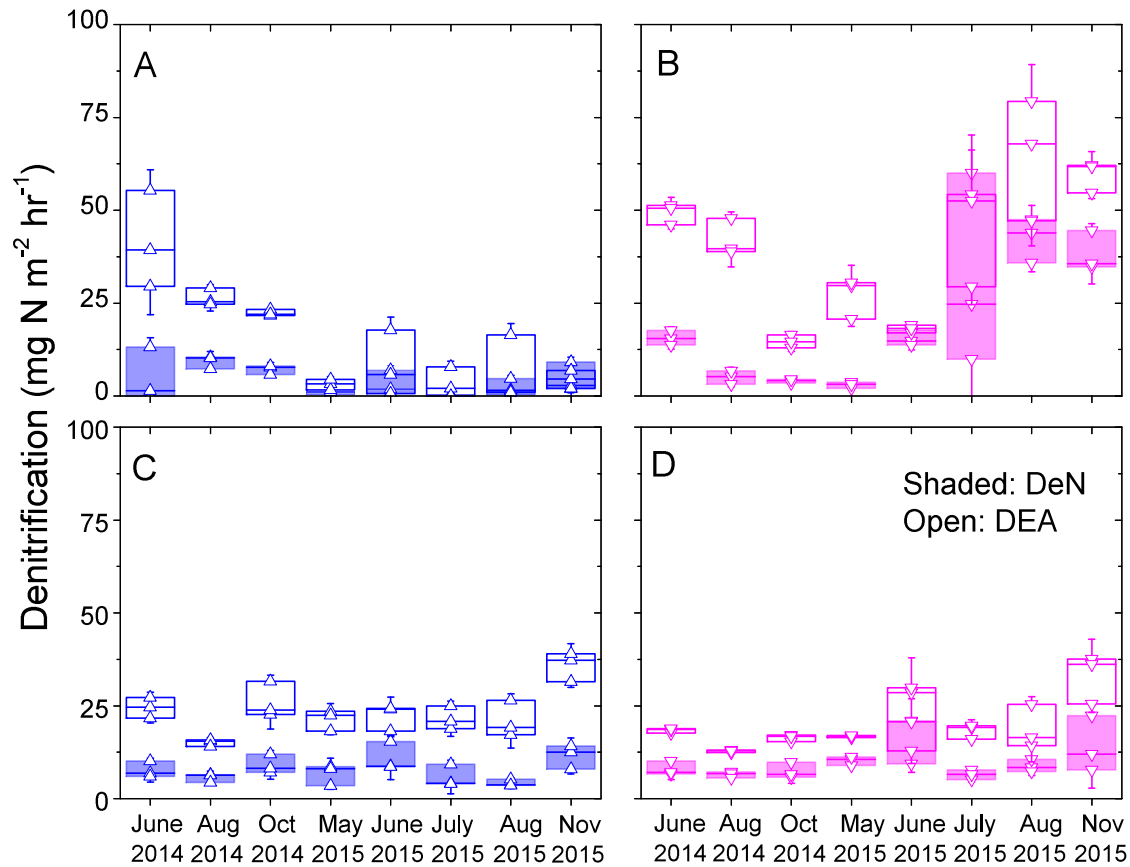 Denitrification (mg N m⁻² hr⁻¹)
100
75
50
25
0
A
B
100
75
50
25
0
C
D
Shaded: DeN
Open: DEA
June Aug Oct May June July Aug Nov
2014 2014 2014 2015 2015 2015 2015 2015
June Aug Oct May June July Aug Nov
2014 2014 2014 2015 2015 2015 2015 2015